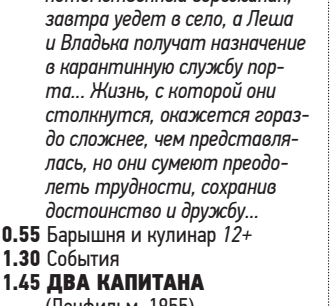 завтра уедет в село, а Леша
и Владька получат назначение
в карантинную службу пор-
та... Жизнь, с которой они
столкнутся, окажется гораз-
до сложнее, чем представля-
лась, но они сумеют преодо-
леть трудности, сохранив
достоинство и дружбу...
0.55 Барышня и кулинар 12+
1.30 События
1.45 ДВА КАПИТАНА
(Ленфильм, 1955)